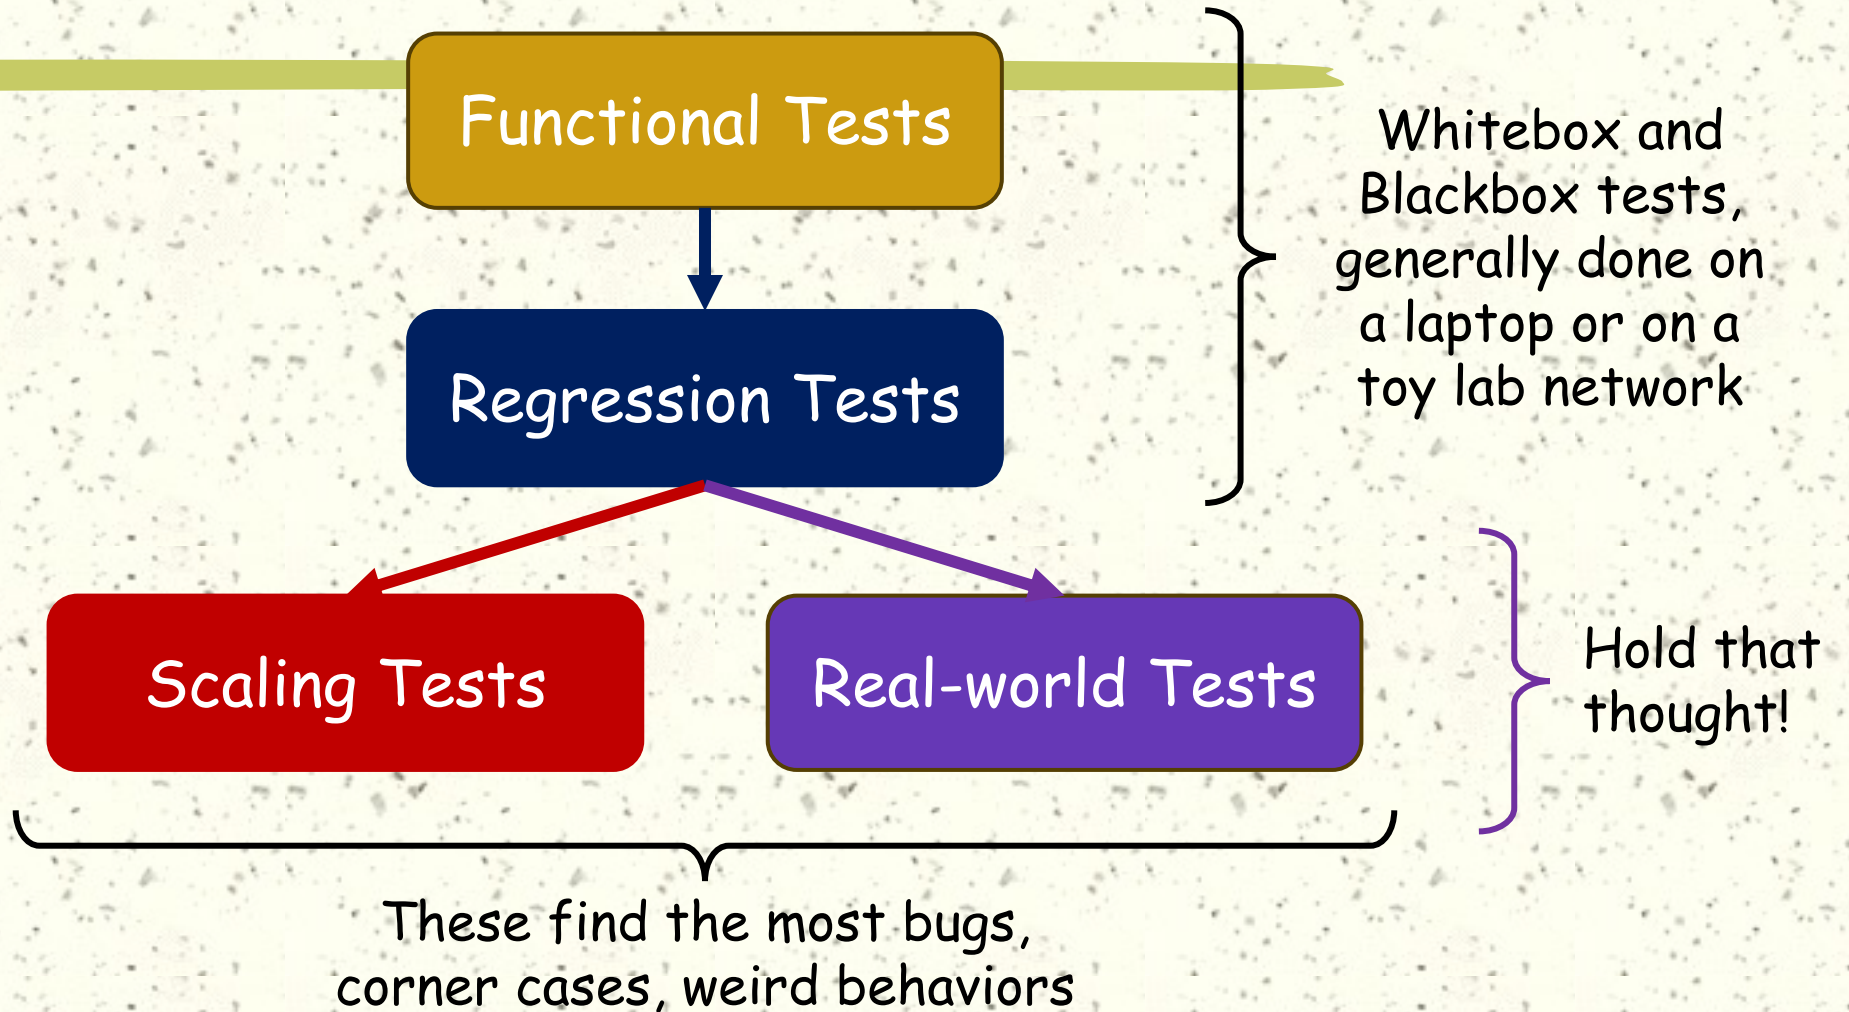 Functional Tests
Whitebox and
Blackbox tests,
generally done on
a laptop or on a
toy lab network
Regression Tests
Scaling Tests
Real-world Tests
Hold that
thought!
These find the most bugs,
corner cases, weird behaviors